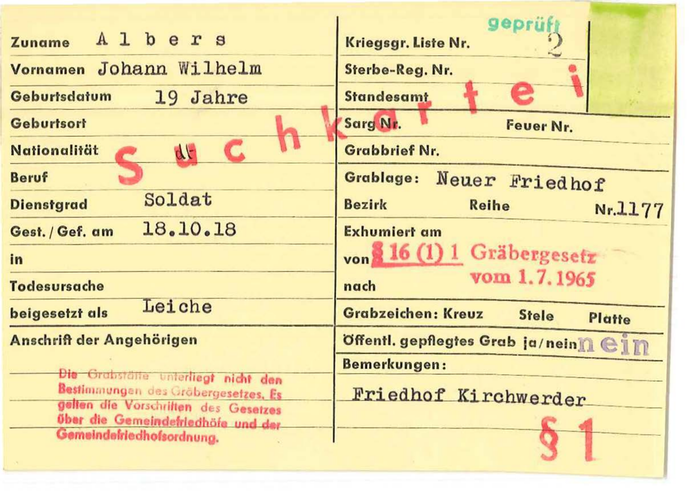 geprüft
Zuname Albers
Vornamen Johann Wilhelm
Geburtsdatum 19 Jahre
Geburtsort
Nationalität dt
Beruf
Dienstgrad Soldat
Gest./Gef. am 18.10.18
in
Todesursache
beigesetzt als Leiche
Anschrift der Angehörigen
Die Grabstätte unterliegt nicht den
Bestimmungen des Gräbergesetzes. Es
gelten die Vorschriften des Gesetzes
über die Gemeindefriedhöfe und der
Gemeindefriedhofsordnung.
Suchkartei
Kriegsgr. Liste Nr. 2
Sterbe-Reg. Nr.
Standesamt
Sarg Nr. Feuer Nr.
Grabbrief Nr.
Grablage: Neuer Friedhof
Bezirk Reihe Nr.1177
Exhumiert am
von § 16 (1) 1 Gräbergesetz
vom 1.7.1965
nach
Grabzeichen: Kreuz Stele Platte
Öffentl. gepflegtes Grab ja/nein nein
Bemerkungen:
Friedhof Kirchwerder
§ 1